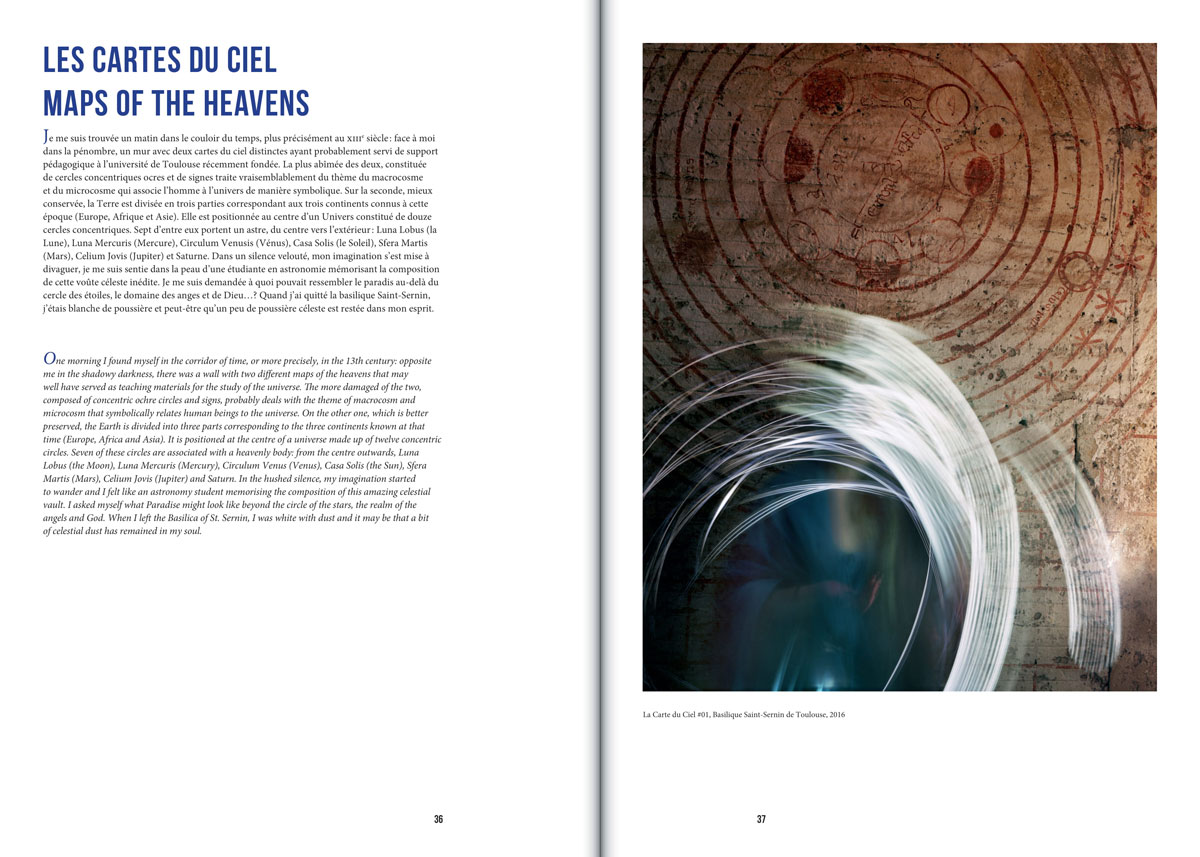 LES CARTES DU CIEL
MAPS OF THE HEAVENS
Je me suis trouvée un matin dans le couloir du temps, plus précisément au XIIIe siècle : face à moi
dans la pénombre, un mur avec deux cartes du ciel distinctes ayant probablement servi de support
pédagogique à l'université de Toulouse récemment fondée. La plus abîmée des deux, constituée
de cercles concentriques ocres et de signes traite vraisemblablement du thème du macrocosme
et du microcosme qui associe l'homme à l'univers de manière symbolique. Sur la seconde, mieux
conservée, la Terre est divisée en trois parties correspondant aux trois continents connus à cette
époque (Europe, Afrique et Asie). Elle est positionnée au centre d'un Univers constitué de douze
cercles concentriques. Sept d'entre eux portent un astre, du centre vers l'extérieur : Luna Lobus (la
Lune), Luna Mercuris (Mercure), Circulum Venusis (Vénus), Casa Solis (le Soleil), Sfera Martis
(Mars), Celium Jovis (Jupiter) et Saturne. Dans un silence velouté, mon imagination s'est mise à
divaguer, je me suis sentie dans la peau d'une étudiante en astronomie mémorisant la composition
de cette voûte céleste inédite. Je me suis demandée à quoi pouvait ressembler le paradis au-delà du
cercle des étoiles, le domaine des anges et de Dieu…? Quand j'ai quitté la basilique Saint-Sernin,
j'étais blanche de poussière et peut-être qu'un peu de poussière céleste est restée dans mon esprit.
One morning I found myself in the corridor of time, or more precisely, in the 13th century: opposite
me in the shadowy darkness, there was a wall with two different maps of the heavens that may
well have served as teaching materials for the study of the universe. The more damaged of the two,
composed of concentric ochre circles and signs, probably deals with the theme of macrocosm and
microcosm that symbolically relates human beings to the universe. On the other one, which is better
preserved, the Earth is divided into three parts corresponding to the three continents known at that
time (Europe, Africa and Asia). It is positioned at the centre of a universe made up of twelve concentric
circles. Seven of these circles are associated with a heavenly body: from the centre outwards, Luna
Lobus (the Moon), Luna Mercuris (Mercury), Circulum Venus (Venus), Casa Solis (the Sun), Sfera
Martis (Mars), Celium Jovis (Jupiter) and Saturn. In the hushed silence, my imagination started
to wander and I felt like an astronomy student memorising the composition of this amazing celestial
vault. I asked myself what Paradise might look like beyond the circle of the stars, the realm of the
angels and God. When I left the Basilica of St. Sernin, I was white with dust and it may be that a bit
of celestial dust has remained in my soul.
La Carte du Ciel #01, Basilique Saint-Sernin de Toulouse, 2016
36
37